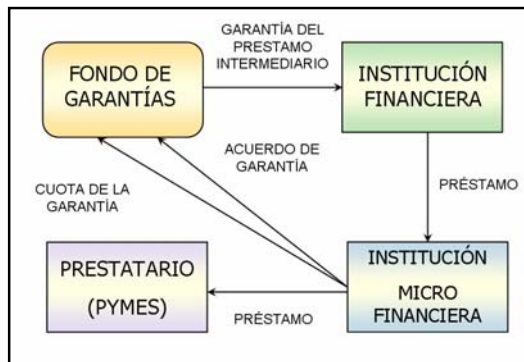 GARANTÍA DEL
PRESTAMO
INTERMEDIARIO
FONDO DE
GARANTÍAS
INSTITUCIÓN
FINANCIERA
ACUERDO DE
GARANTÍA
CUOTA DE LA
GARANTÍA
PRÉSTAMO
PRESTATARIO
(PYMES)
PRÉSTAMO
INSTITUCIÓN
MICRO
FINANCIERA